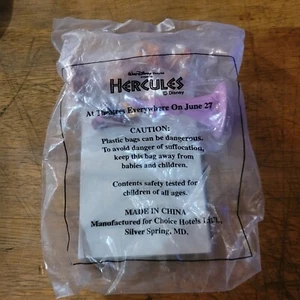 Walt Disney Pictures
HERCULES
© Disney
At Theatres Everywhere On June 27
CAUTION:
Plastic bags can be dangerous.
To avoid danger of suffocation,
keep this bag away from
babies and children.
Contents safety tested for
children of all ages.
MADE IN CHINA
Manufactured for Choice Hotels Int'l.,
Silver Spring, MD.